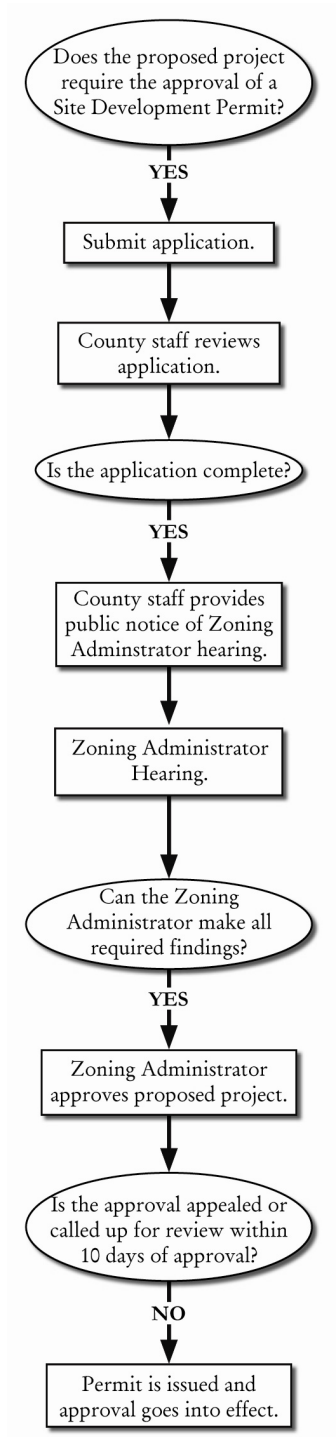 Does the proposed project
require the approval of a
Site Development Permit?
YES
Submit application.
County staff reviews
application.
Is the application complete?
YES
County staff provides
public notice of Zoning
Adminstrator hearing.
Zoning Administrator
Hearing.
Can the Zoning
Administrator make all
required findings?
YES
Zoning Administrator
approves proposed project.
Is the approval appealed or
called up for review within
10 days of approval?
NO
Permit is issued and
approval goes into effect.